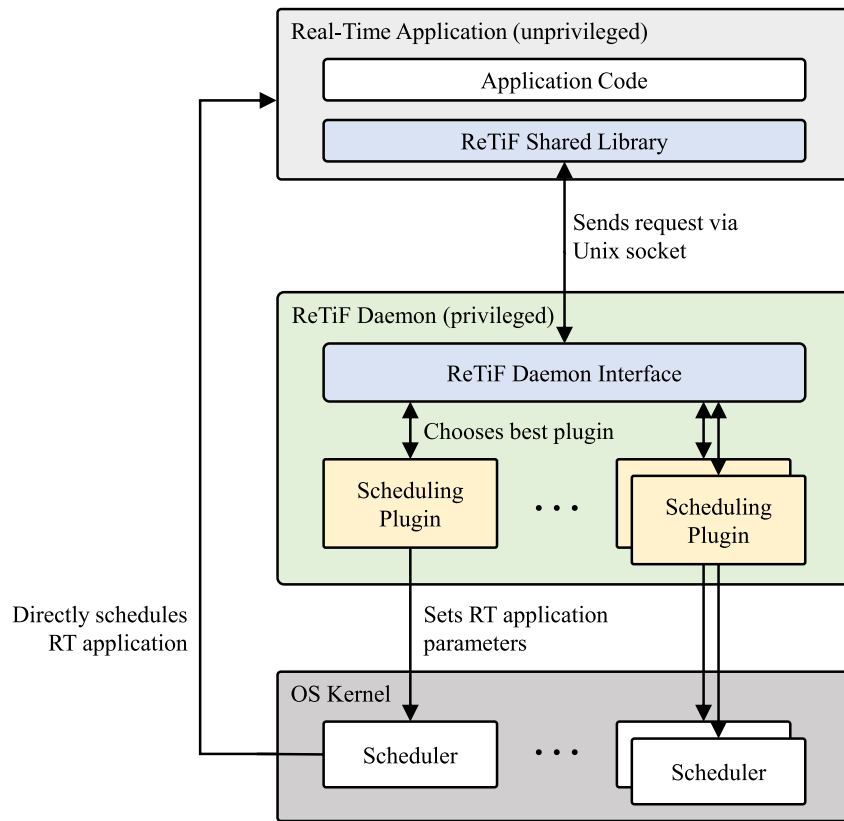 Real-Time Application (unprivileged)
Application Code
ReTiF Shared Library
Sends request via
Unix socket
ReTiF Daemon (privileged)
ReTiF Daemon Interface
Chooses best plugin
Scheduling
Plugin
. . .
Scheduling
Plugin
Directly schedules
RT application
Sets RT application
parameters
OS Kernel
Scheduler
. . .
Scheduler